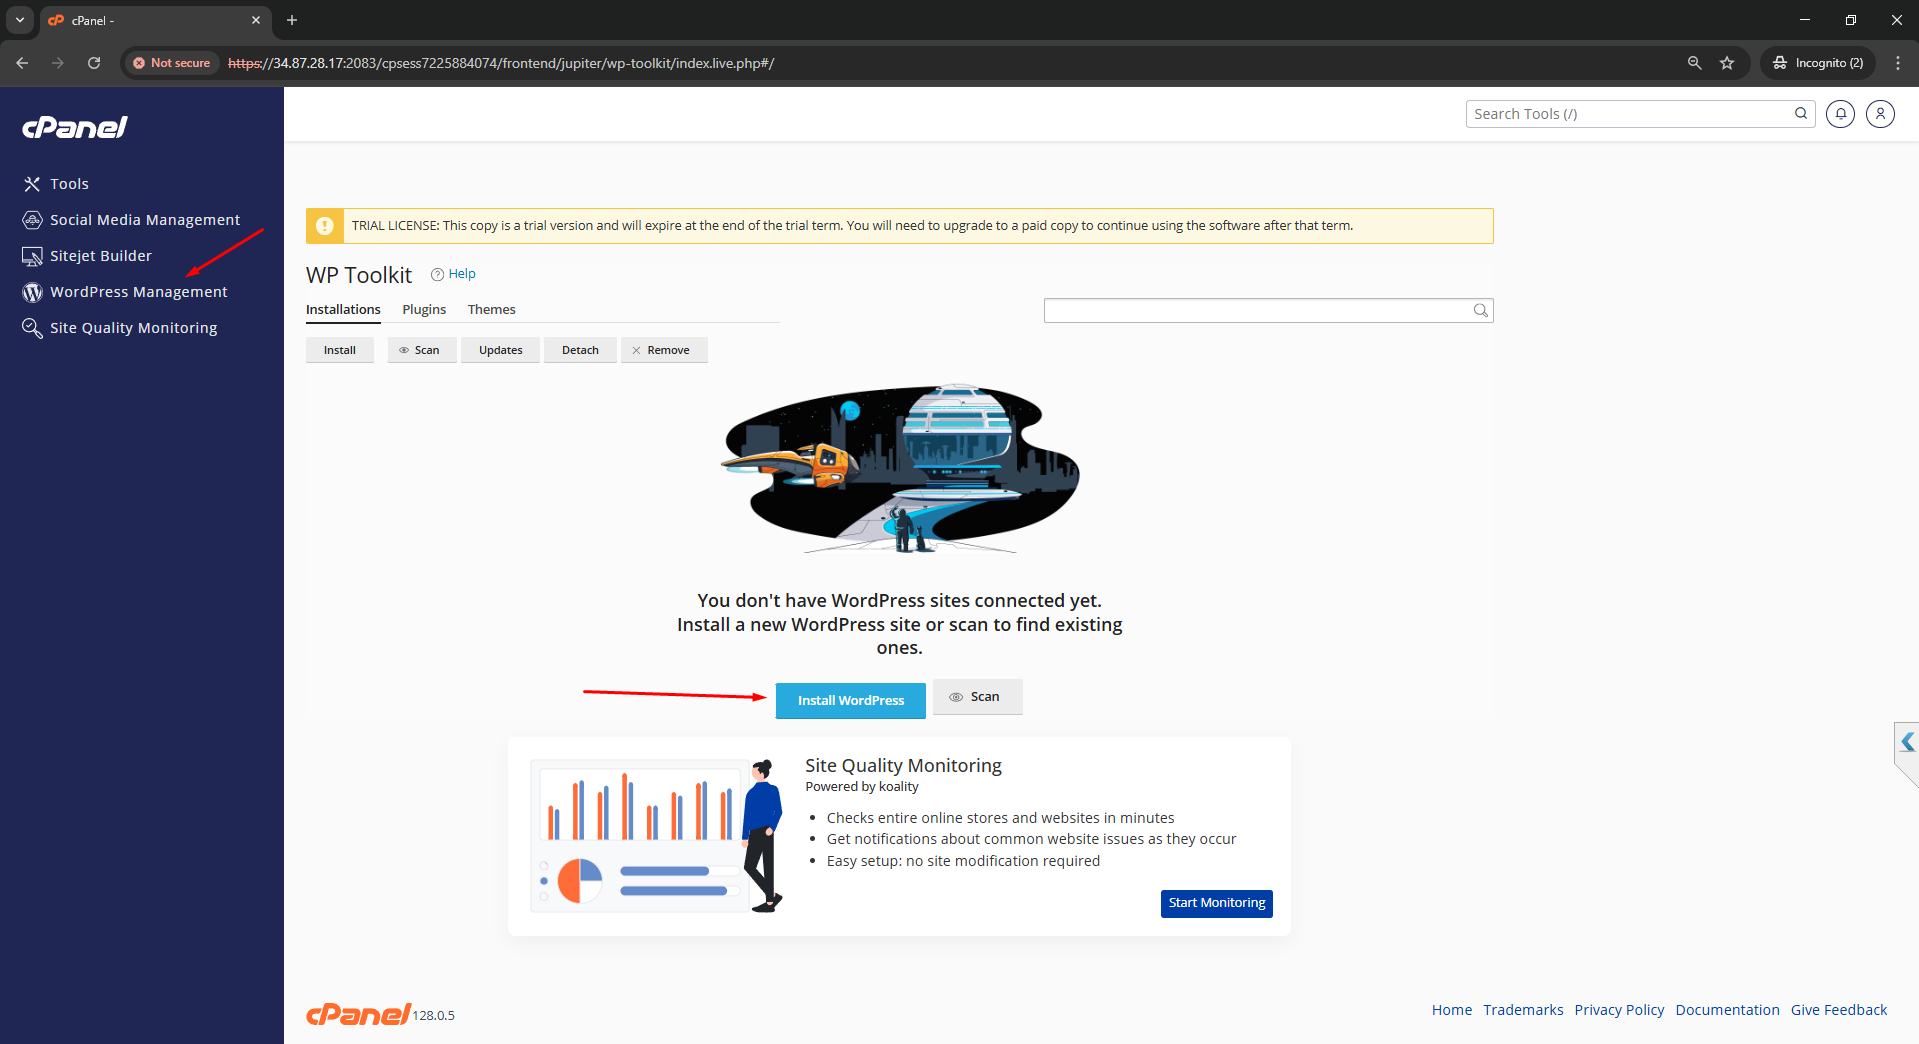 cPanel -
Not secure
https://34.87.28.17:2083/cpsess7225884074/frontend/jupiter/wp-toolkit/index.live.php#/
Incognito (2)
cPanel
Search Tools (/)
Tools
Social Media Management
Sitejet Builder
WordPress Management
Site Quality Monitoring
TRIAL LICENSE: This copy is a trial version and will expire at the end of the trial term. You will need to upgrade to a paid copy to continue using the software after that term.
WP Toolkit
Help
Installations Plugins Themes
Install Scan Updates Detach Remove
You don't have WordPress sites connected yet.
Install a new WordPress site or scan to find existing
ones.
Install WordPress Scan
Site Quality Monitoring
Powered by koality
Checks entire online stores and websites in minutes
Get notifications about common website issues as they occur
Easy setup: no site modification required
Start Monitoring
cPanel 128.0.5
Home Trademarks Privacy Policy Documentation Give Feedback